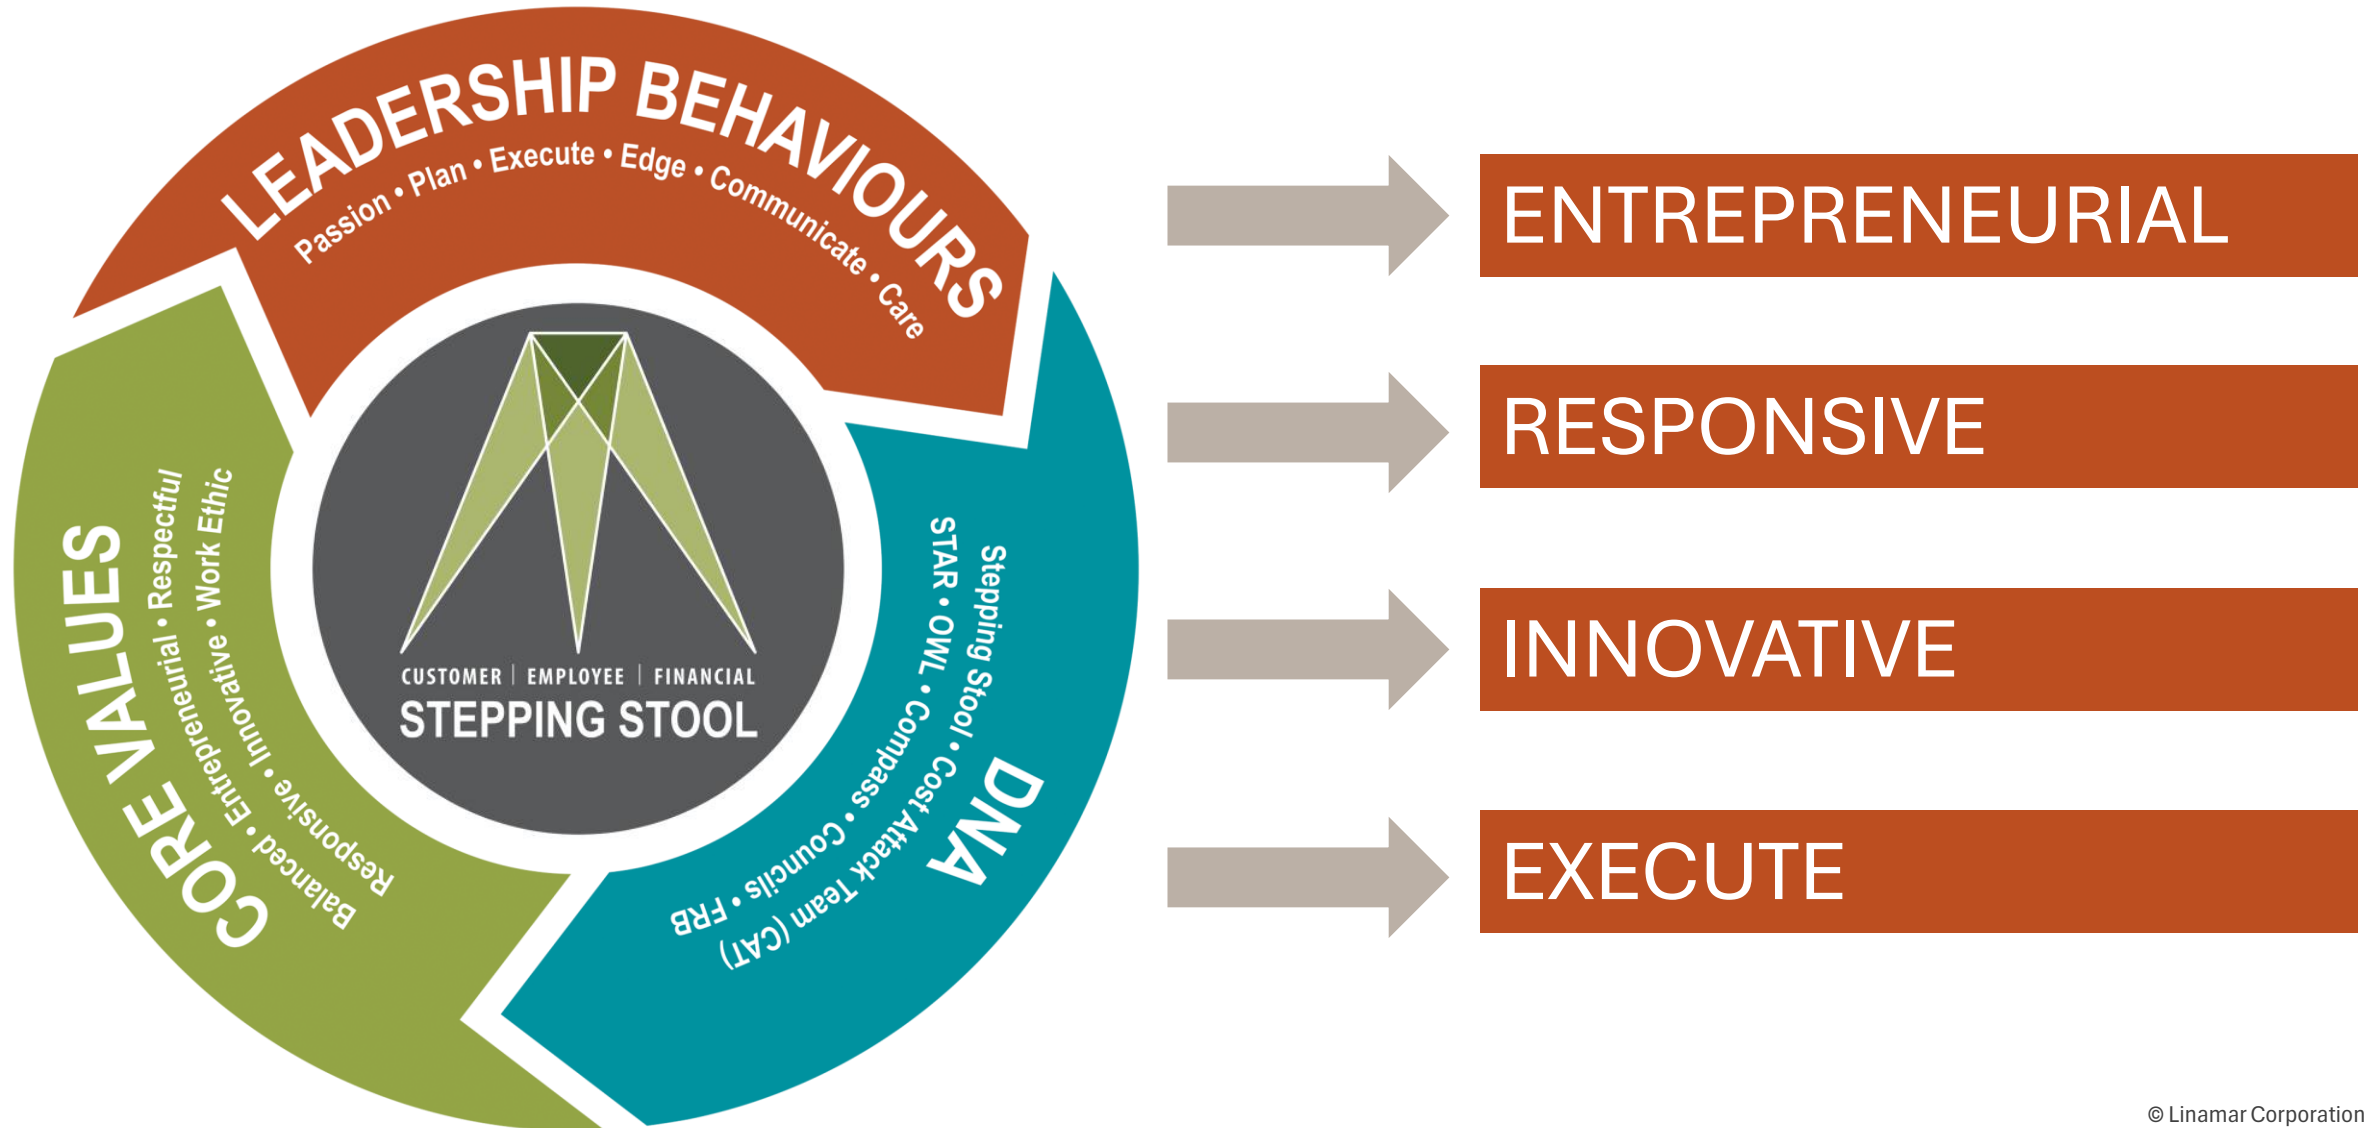 LEADERSHIP BEHAVIOURS
Passion • Plan • Execute • Edge • Communicate • Care
CORE VALUES
Balanced • Entrepreneurial • Respectful
Responsive • Innovative • Work Ethic
CUSTOMER | EMPLOYEE | FINANCIAL
STEPPING STOOL
DNA
Stepping Stool • Cost Attack Team (CAT)
STAR • OWL • Compass • Councils • FRB
ENTREPRENEURIAL
RESPONSIVE
INNOVATIVE
EXECUTE
© Linamar Corporation